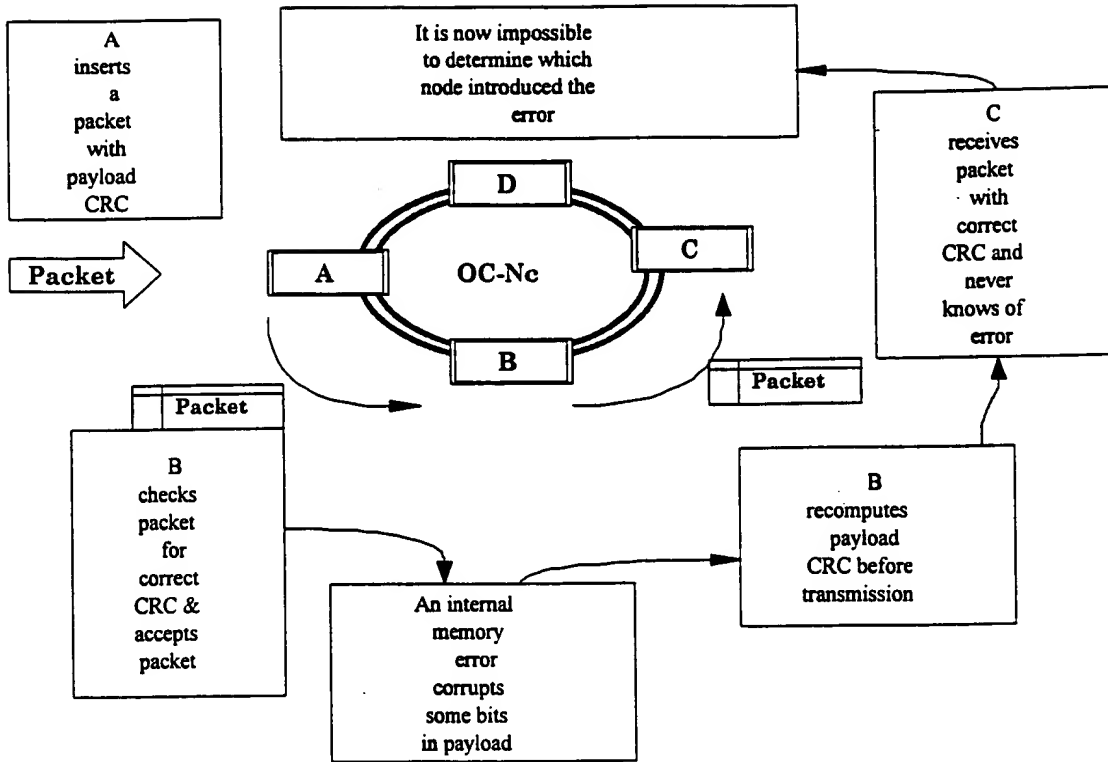 A
inserts
a
packet
with
payload
CRC
It is now impossible
to determine which
node introduced the
error
C
receives
packet
with
correct
CRC and
never
knows of
error
Packet
D
A
OC-Nc
C
B
Packet
Packet
B
checks
packet
for
correct
CRC &
accepts
packet
An internal
memory
error
corrupts
some bits
in payload
B
recomputes
payload
CRC before
transmission